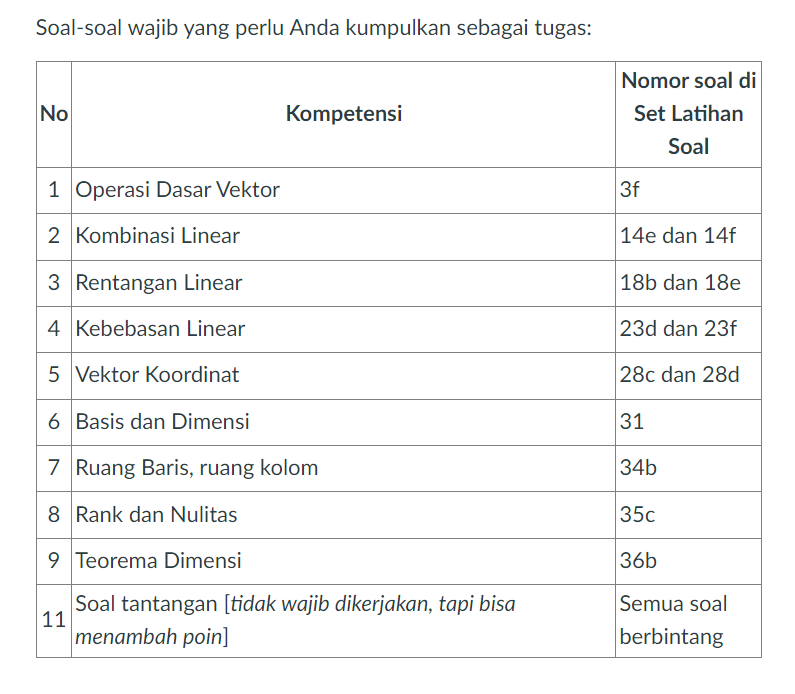 Soal-soal wajib yang perlu Anda kumpulkan sebagai tugas:
No Kompetensi Nomor soal di
Set Latihan
Soal
1 Operasi Dasar Vektor 3f
2 Kombinasi Linear 14e dan 14f
3 Rentangan Linear 18b dan 18e
4 Kebebasan Linear 23d dan 23f
5 Vektor Koordinat 28c dan 28d
6 Basis dan Dimensi 31
7 Ruang Baris, ruang kolom 34b
8 Rank dan Nulitas 35c
9 Teorema Dimensi 36b
11 Soal tantangan [tidak wajib dikerjakan, tapi bisa
menambah poin] Semua soal
berbintang